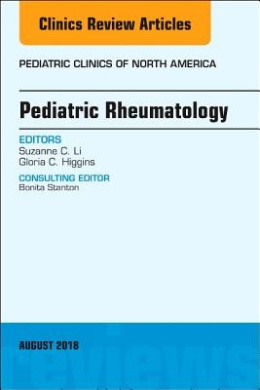 Clinics Review Articles
PEDIATRIC CLINICS OF NORTH AMERICA
Pediatric Rheumatology
EDITORS
Suzanne C. Li
Gloria C. Higgins
CONSULTING EDITOR
Bonita Stanton
AUGUST 2018
reviews